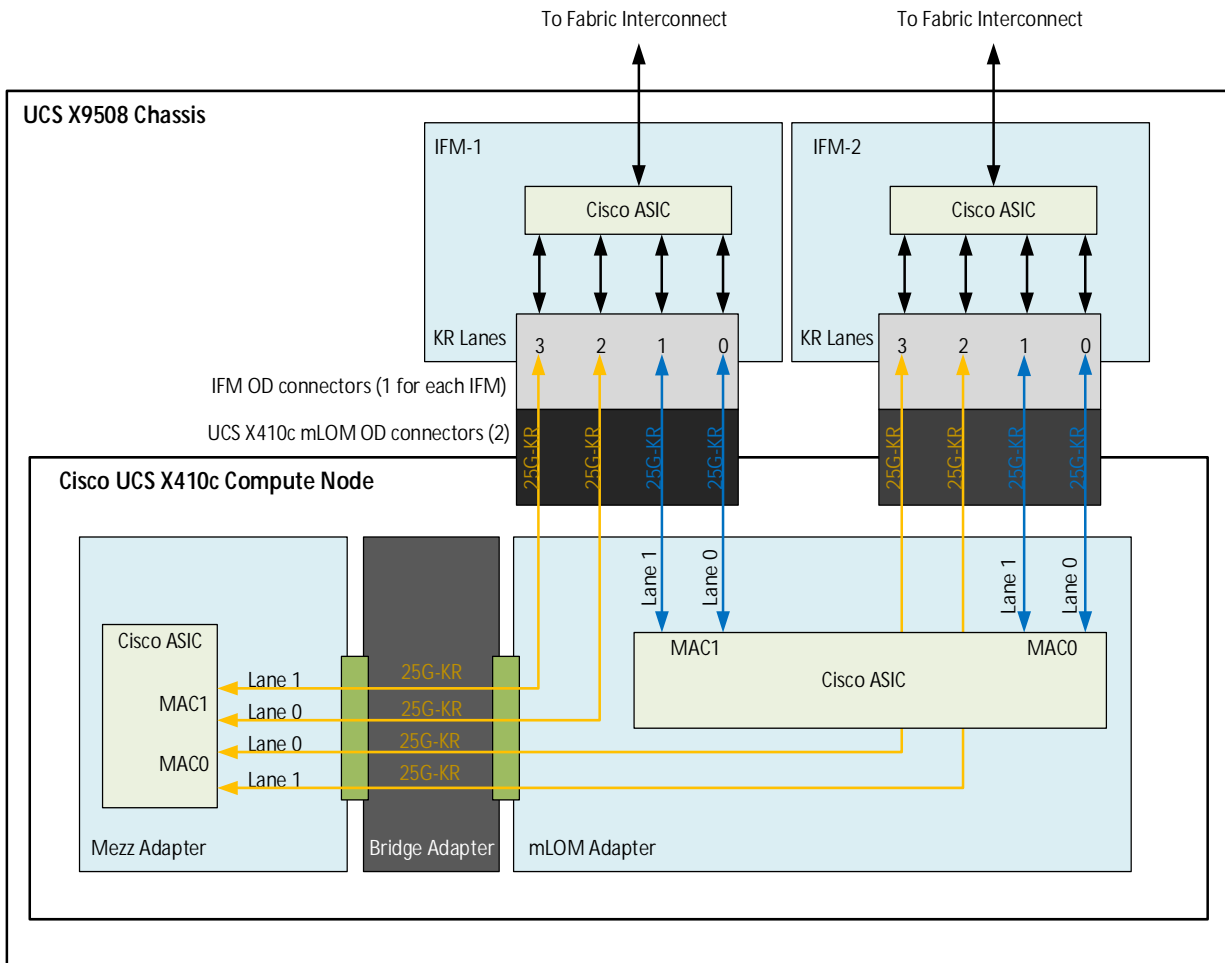 To Fabric Interconnect
To Fabric Interconnect
UCS X9508 Chassis
IFM-1
IFM-2
Cisco ASIC
Cisco ASIC
KR Lanes
3
2
1
0
KR Lanes
3
2
1
0
IFM OD connectors (1 for each IFM)
UCS X410c mLOM OD connectors (2)
25G-KR
25G-KR
25G-KR
25G-KR
25G-KR
25G-KR
25G-KR
25G-KR
Cisco UCS X410c Compute Node
Lane 1
Lane 0
Lane 1
Lane 0
Cisco ASIC
MAC1
MAC0
Cisco ASIC
Lane 1
25G-KR
MAC1
Lane 0
25G-KR
Lane 0
25G-KR
MAC0
Lane 1
25G-KR
Mezz Adapter
Bridge Adapter
mLOM Adapter